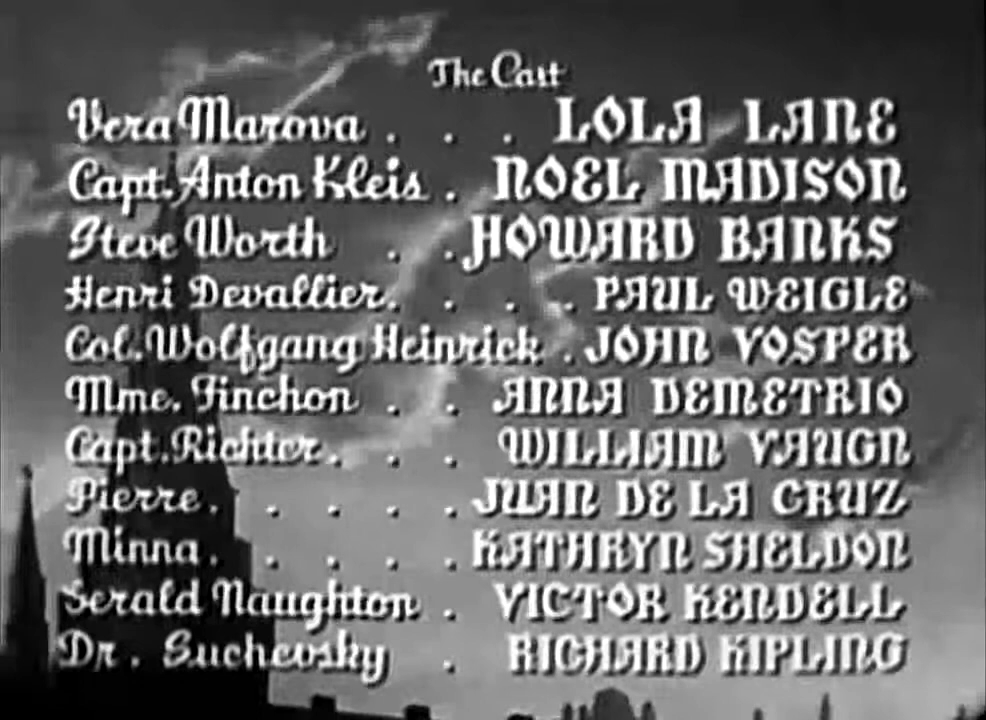 The Cast
Vera Marova . . . LOLA LANE
Capt. Anton Kleis . NOEL MADISON
Steve Worth . . HOWARD BANKS
Henri Devallier. . . . PAUL WEIGLE
Col. Wolfgang Heinrick . JOHN VOSPER
Mme. Finchon . . ANNA DEMETRIO
Capt. Richter. . . WILLIAM VAUGN
Pierre. . . . . JUAN DE LA CRUZ
Minna. . . . . KATHRYN SHELDON
Gerald Naughton . VICTOR KENDELL
Dr. Suchevsky . RICHARD KIPLING